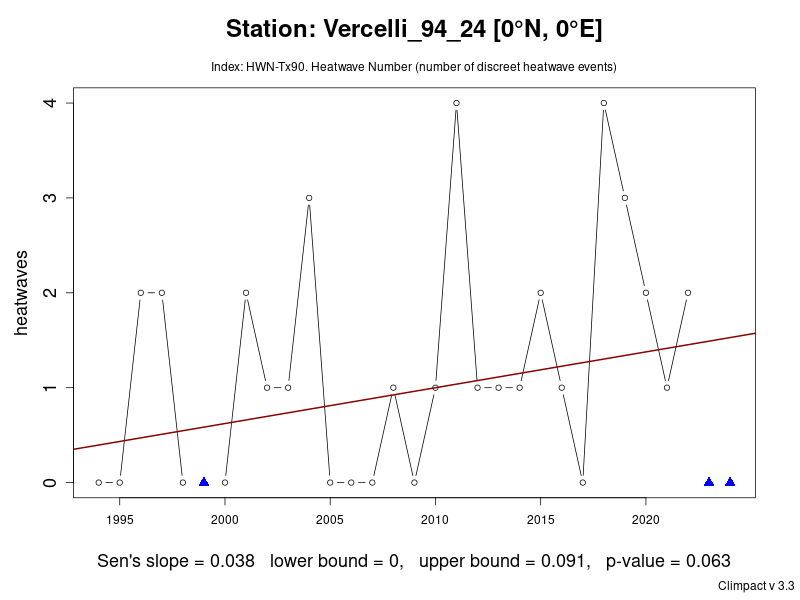 Station: Vercelli_94_24 [0°N, 0°E]
Index: HWN-Tx90. Heatwave Number (number of discreet heatwave events)
4
3
2
1
0
heatwaves
1995 2000 2005 2010 2015 2020
Sen's slope = 0.038 lower bound = 0, upper bound = 0.091, p-value = 0.063
Climpact v 3.3